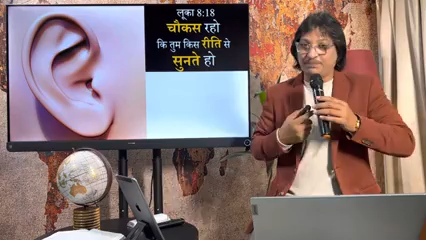 लूका 8:18
चौकस रहो
कि तुम किस रीति से
सुनते हो